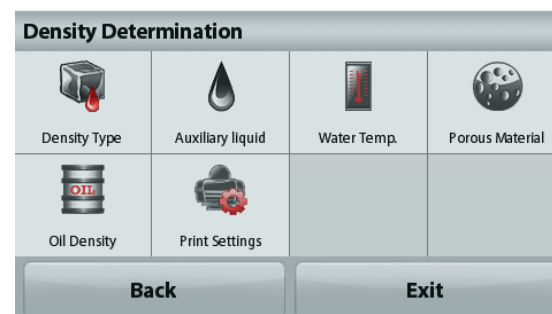 Density Determination
Density Type
Auxiliary liquid
Water Temp.
Porous Material
OIL
Oil Density
Print Settings
Back
Exit